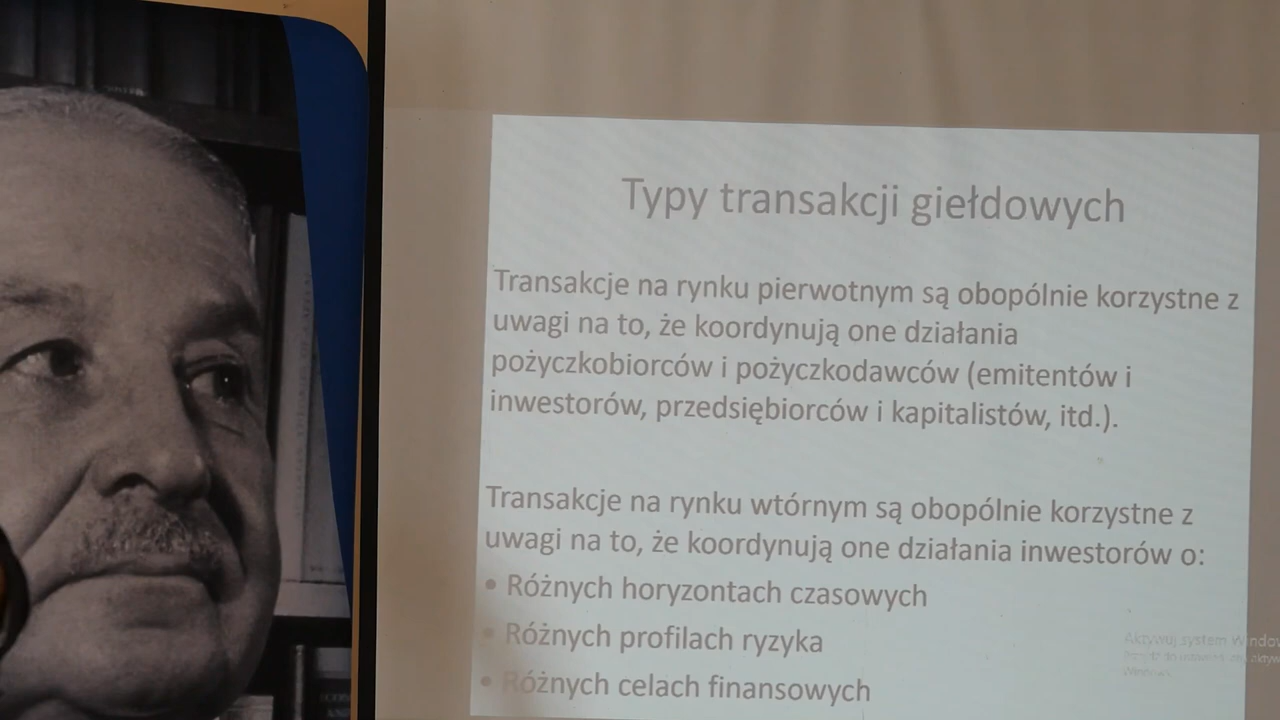 Typy transakcji giełdowych
Transakcje na rynku pierwotnym są obopólnie korzystne z
uwagi na to, że koordynują one działania
pożyczkobiorców i pożyczkodawców (emitentów i
inwestorów, przedsiębiorców i kapitalistów, itd.).
Transakcje na rynku wtórnym są obopólnie korzystne z
uwagi na to, że koordynują one działania inwestorów o:
• Różnych horyzontach czasowych
• Różnych profilach ryzyka
• Różnych celach finansowych
Aktywuj system Windo